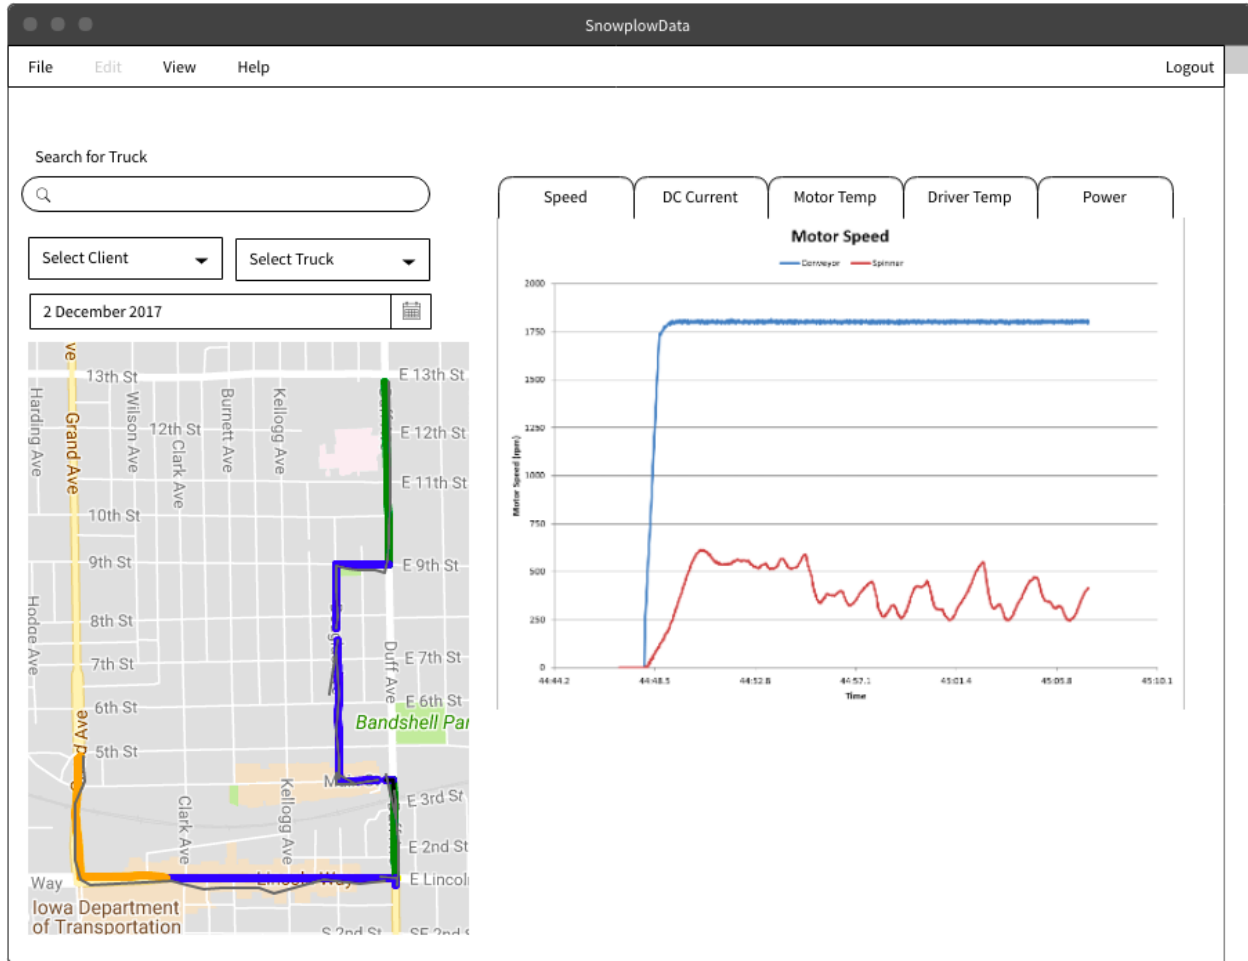 SnowplowData
File Edit View Help Logout
Search for Truck
Select Client Select Truck
2 December 2017
Speed DC Current Motor Temp Driver Temp Power
Motor Speed
Conveyor Spinner
2000
1750
1500
1250
1000
750
500
250
0
Motor Speed (rpm)
44:44.2 44:48.5 44:52.8 44:57.1 45:01.4 45:05.8 45:10.1
Time
13th St
E 13th St
Harding Ave
Grand Ave
Wilson Ave
Burnett Ave
Kellogg Ave
12th St
E 12th St
Clark Ave
E 11th St
10th St
9th St
E 9th St
Hodge Ave
8th St
7th St
Duff Ave
E 7th St
6th St
E 6th St
Bandshell Par
5th St
E 3rd St
Clark Ave
Kellogg Ave
E 2nd St
Way
Lincoln Way
E Lincol
Iowa Department
of Transportation
S 2nd St